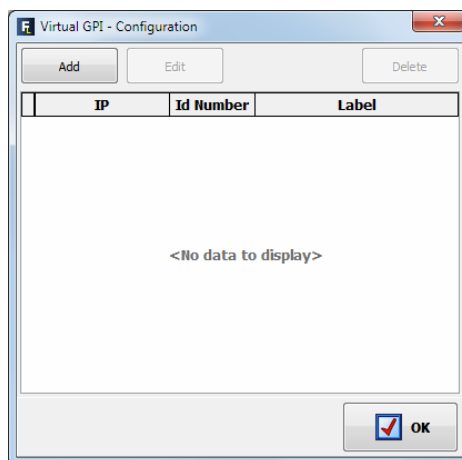 Virtual GPI - Configuration
Add Edit Delete
IP Id Number Label
<No data to display>
OK